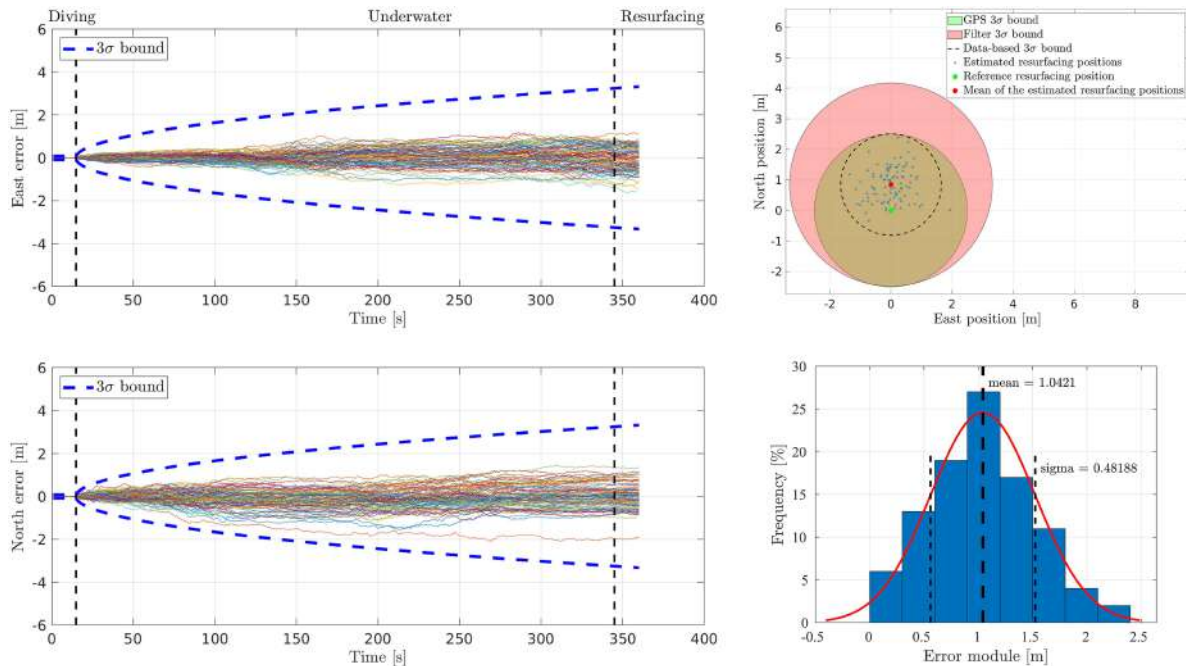 Diving Underwater Resurfacing
6
4
2
0
-2
-4
-6
East error [m]
3σ bound
0 50 100 150 200 250 300 350 400
Time [s]
GPS 3σ bound
Filter 3σ bound
Data-based 3σ bound
Estimated resurfacing positions
Reference resurfacing position
Mean of the estimated resurfacing positions
6
5
4
3
2
1
0
-1
-2
North position [m]
-2 0 2 4 6 8
East position [m]
6
4
2
0
-2
-4
-6
North error [m]
3σ bound
0 50 100 150 200 250 300 350 400
Time [s]
30
25
20
15
10
5
0
Frequency [%]
mean = 1.0421
sigma = 0.48188
-0.5 0 0.5 1 1.5 2 2.5
Error module [m]